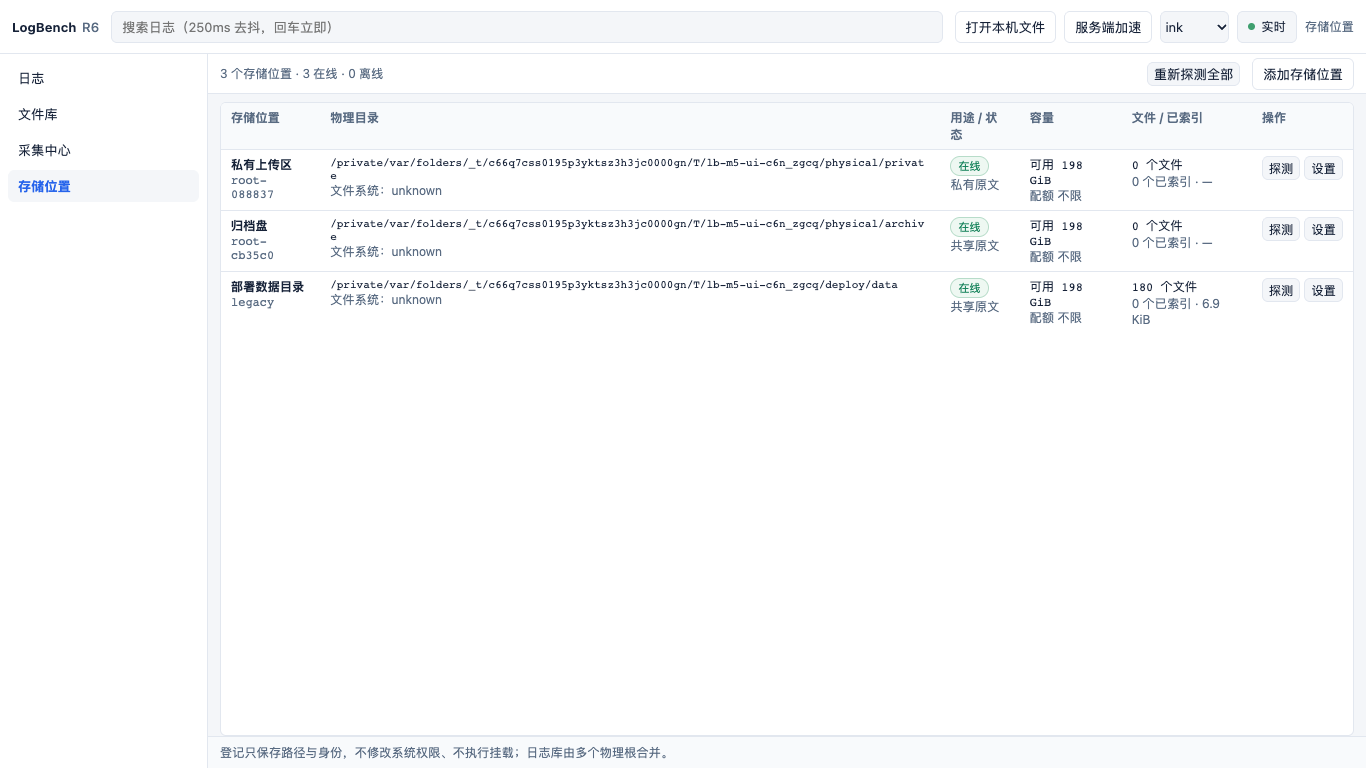 LogBench R6 搜索日志（250ms 去抖，回车立即） 打开本机文件 服务端加速 ink 实时 存储位置
日志
文件库
采集中心
存储位置
3 个存储位置 · 3 在线 · 0 离线 重新探测全部 添加存储位置
存储位置 物理目录 用途 / 状态 容量 文件 / 已索引 操作
私有上传区
root-
088837
/private/var/folders/_t/c66q7css0195p3yktsz3h3jc0000gn/T/lb-m5-ui-c6n_zgcq/physical/privat
e
文件系统：unknown
在线
私有原文
可用 198
GiB
配额 不限
0 个文件
0 个已索引 · —
探测 设置
归档盘
root-
cb35c0
/private/var/folders/_t/c66q7css0195p3yktsz3h3jc0000gn/T/lb-m5-ui-c6n_zgcq/physical/archiv
e
文件系统：unknown
在线
共享原文
可用 198
GiB
配额 不限
0 个文件
0 个已索引 · —
探测 设置
部署数据目录
legacy
/private/var/folders/_t/c66q7css0195p3yktsz3h3jc0000gn/T/lb-m5-ui-c6n_zgcq/deploy/data
文件系统：unknown
在线
共享原文
可用 198
GiB
配额 不限
180 个文件
0 个已索引 · 6.9
KiB
探测 设置
登记只保存路径与身份，不修改系统权限、不执行挂载；日志库由多个物理根合并。